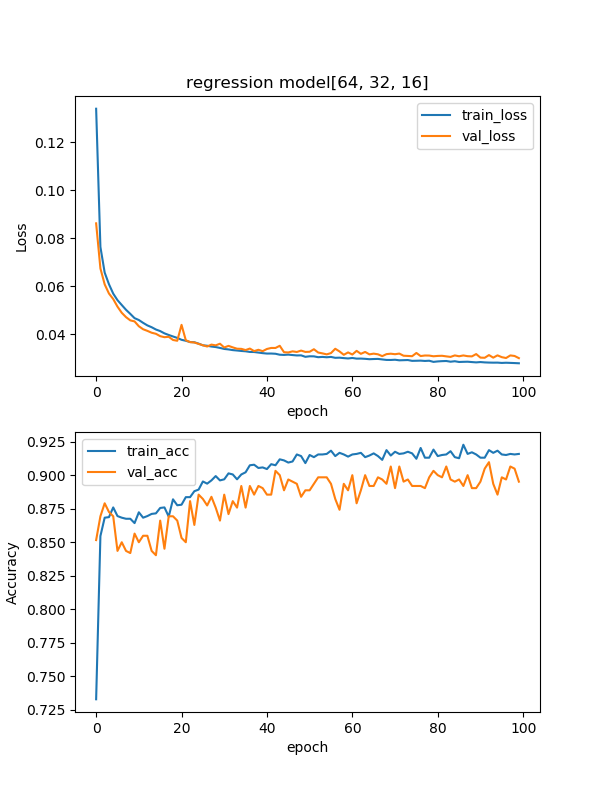 regression model[64, 32, 16]
train_loss
val_loss
Loss
0.12
0.10
0.08
0.06
0.04
0 20 40 60 80 100
epoch
train_acc
val_acc
Accuracy
0.925
0.900
0.875
0.850
0.825
0.800
0.775
0.750
0.725
0 20 40 60 80 100
epoch